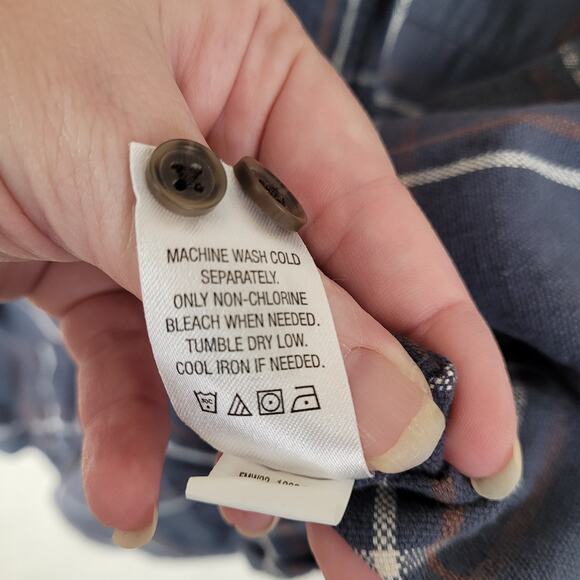 MACHINE WASH COLD
SEPARATELY.
ONLY NON-CHLORINE
BLEACH WHEN NEEDED.
TUMBLE DRY LOW.
COOL IRON IF NEEDED.